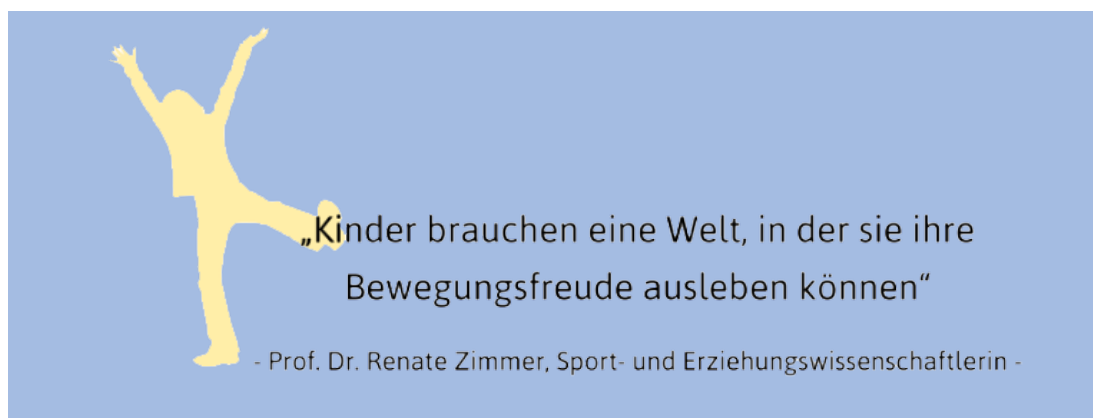 „Kinder brauchen eine Welt, in der sie ihre
Bewegungsfreude ausleben können“
- Prof. Dr. Renate Zimmer, Sport- und Erziehungswissenschaftlerin -